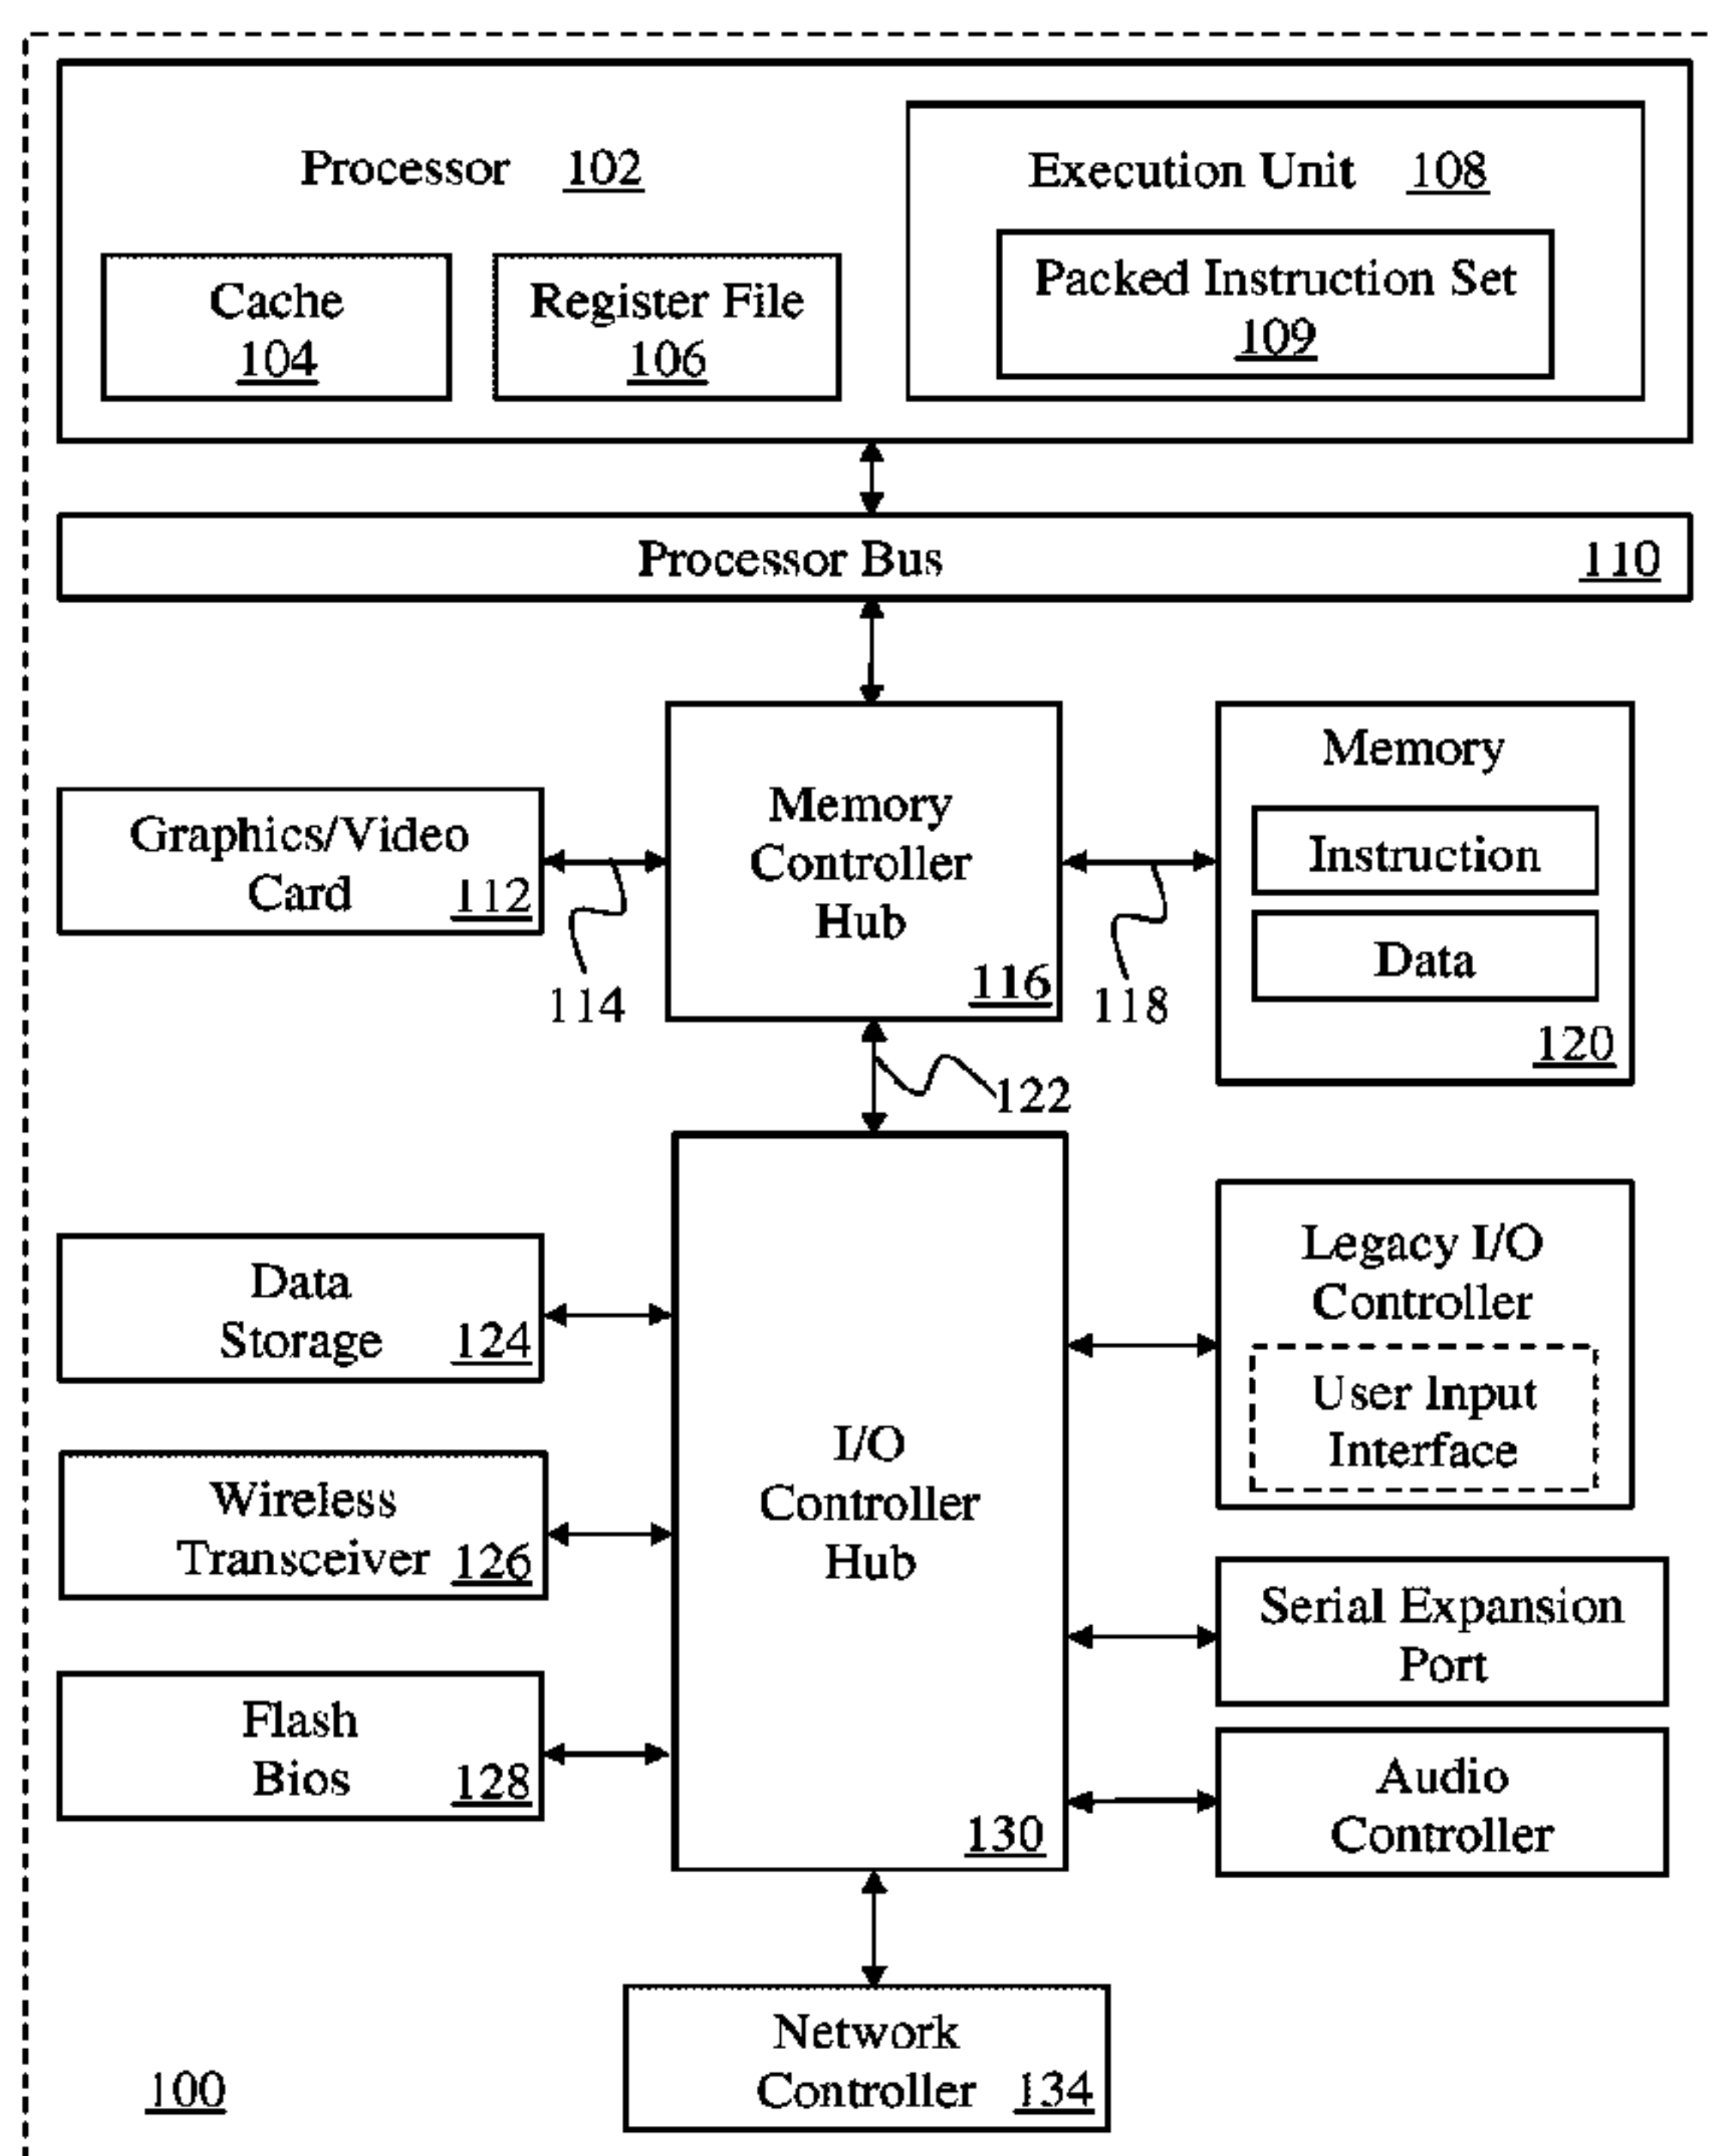 Processor 102
Execution Unit 108
Cache
104
Register File
106
Packed Instruction Set
109
Processor Bus 110
Graphics/Video
Card 112
114
Memory
Controller
Hub
116
118
Memory
Instruction
Data
120
122
Data
Storage 124
Wireless
Transceiver 126
Flash
Bios 128
I/O
Controller
Hub
130
Legacy I/O
Controller
User Input
Interface
Serial Expansion
Port
Audio
Controller
Network
Controller 134
100